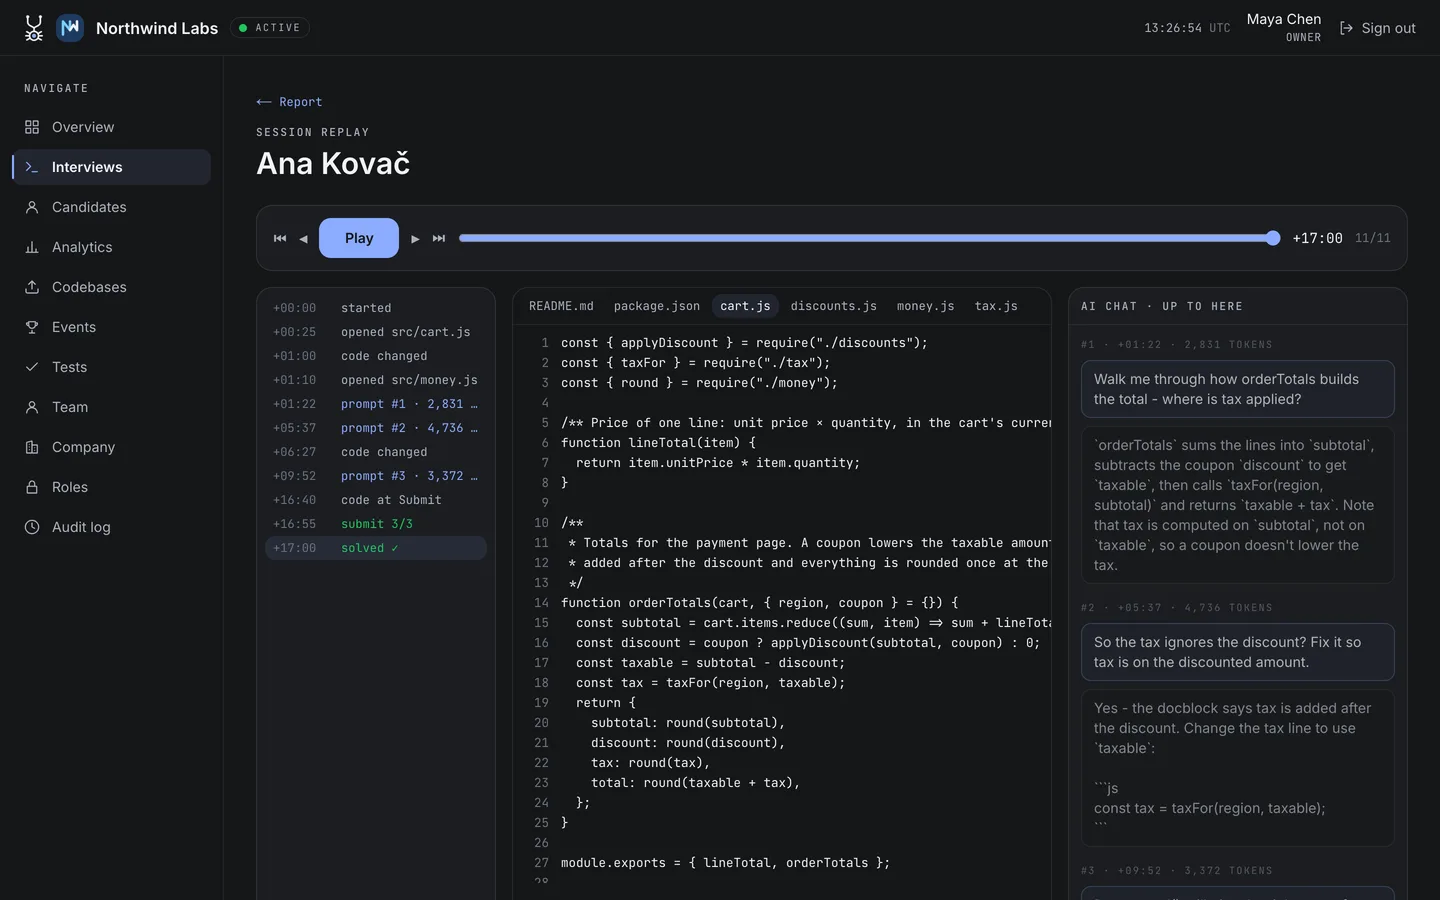 Northwind Labs
ACTIVE
13:26:54 UTC
Maya Chen
OWNER
Sign out
NAVIGATE
Overview
Interviews
Candidates
Analytics
Codebases
Events
Tests
Team
Company
Roles
Audit log
← Report
SESSION REPLAY
Ana Kovač
Play
+17:00
11/11
+00:00 started
+00:25 opened src/cart.js
+01:00 code changed
+01:10 opened src/money.js
+01:22 prompt #1 · 2,831 …
+05:37 prompt #2 · 4,736 …
+06:27 code changed
+09:52 prompt #3 · 3,372 …
+16:40 code at Submit
+16:55 submit 3/3
+17:00 solved ✓
README.md package.json cart.js discounts.js money.js tax.js
1 const { applyDiscount } = require("./discounts");
2 const { taxFor } = require("./tax");
3 const { round } = require("./money");
4
5 /** Price of one line: unit price × quantity, in the cart's curren
6 function lineTotal(item) {
7 return item.unitPrice * item.quantity;
8 }
9
10 /**
11 * Totals for the payment page. A coupon lowers the taxable amount
12 * added after the discount and everything is rounded once at the
13 */
14 function orderTotals(cart, { region, coupon } = {}) {
15 const subtotal = cart.items.reduce((sum, item) => sum + lineTota
16 const discount = coupon ? applyDiscount(subtotal, coupon) : 0;
17 const taxable = subtotal - discount;
18 const tax = taxFor(region, taxable);
19 return {
20 subtotal: round(subtotal),
21 discount: round(discount),
22 tax: round(tax),
23 total: round(taxable + tax),
24 };
25 }
26
27 module.exports = { lineTotal, orderTotals };
28
AI CHAT · UP TO HERE
#1 · +01:22 · 2,831 TOKENS
Walk me through how orderTotals builds
the total - where is tax applied?
`orderTotals` sums the lines into `subtotal`,
subtracts the coupon `discount` to get
`taxable`, then calls `taxFor(region,
subtotal)` and returns `taxable + tax`. Note
that tax is computed on `subtotal`, not on
`taxable`, so a coupon doesn't lower the
tax.
#2 · +05:37 · 4,736 TOKENS
So the tax ignores the discount? Fix it so
tax is on the discounted amount.
Yes - the docblock says tax is added after
the discount. Change the tax line to use
`taxable`:
```js
const tax = taxFor(region, taxable);
```
#3 · +09:52 · 3,372 TOKENS